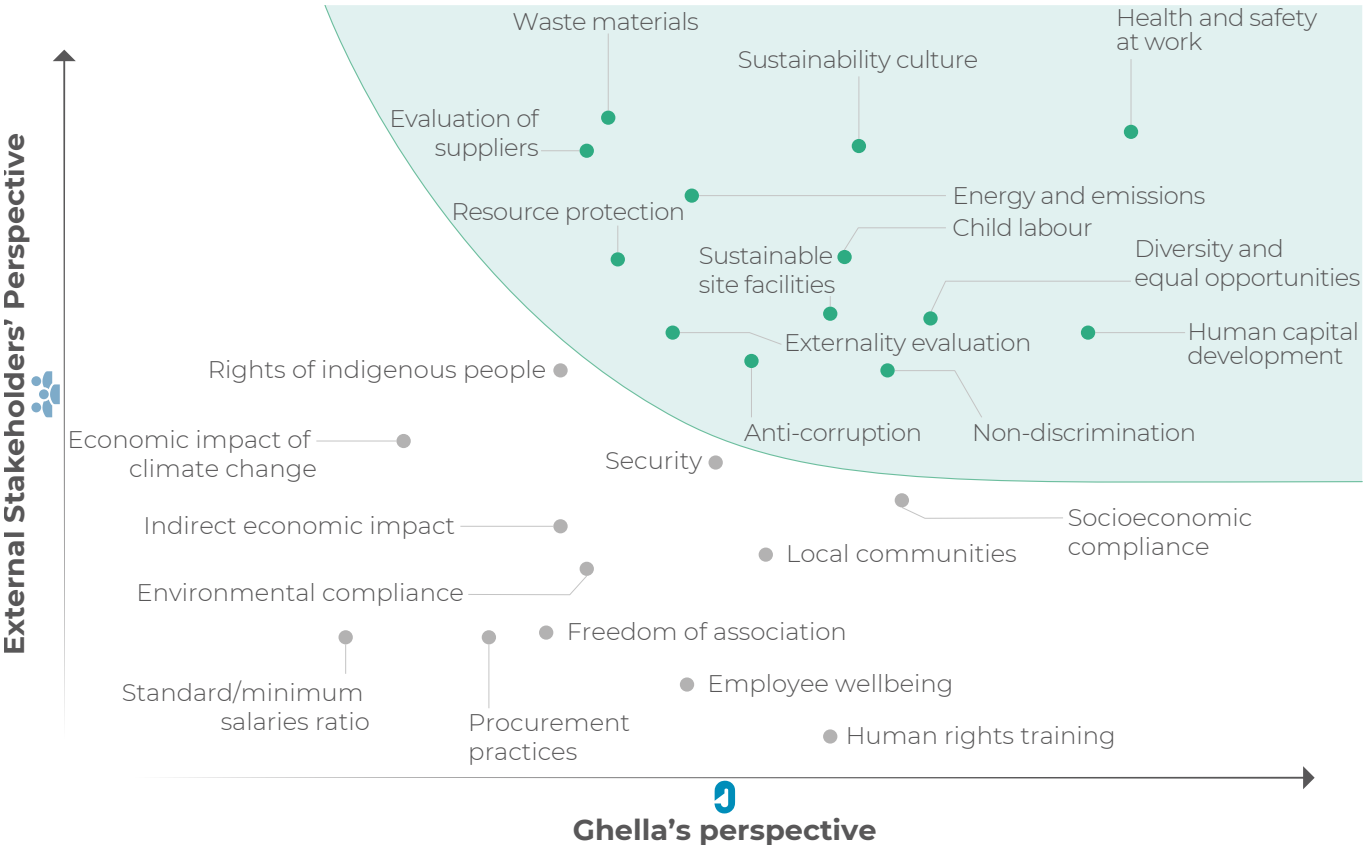 Waste materials
Health and safety
at work
Sustainability culture
Evaluation of
suppliers
Energy and emissions
Resource protection
Child labour
Sustainable
site facilities
Diversity and
equal opportunities
Externality evaluation
Human capital
development
Rights of indigenous people
Anti-corruption
Non-discrimination
Economic impact of
climate change
Security
Indirect economic impact
Socioeconomic
compliance
Local communities
Environmental compliance
Freedom of association
Standard/minimum
salaries ratio
Employee wellbeing
Procurement
practices
Human rights training
External Stakeholders’ Perspective
Ghella’s perspective